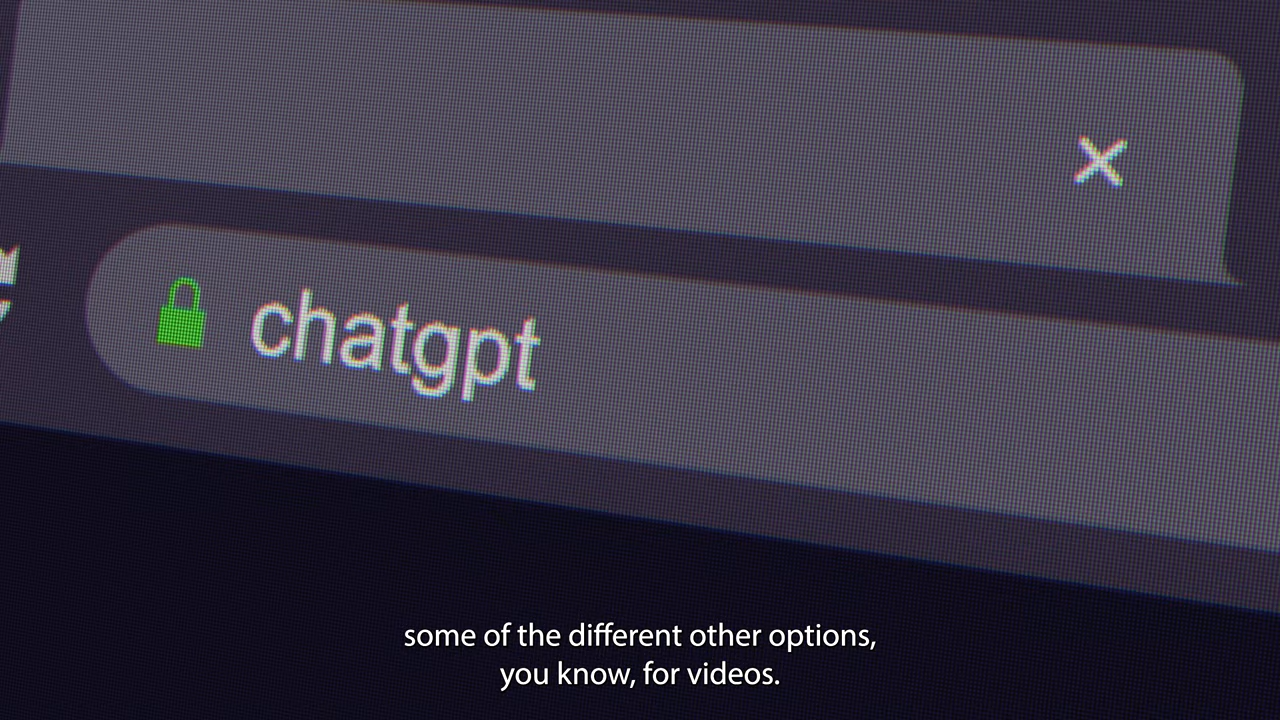 chatgpt
some of the different other options,
you know, for videos.